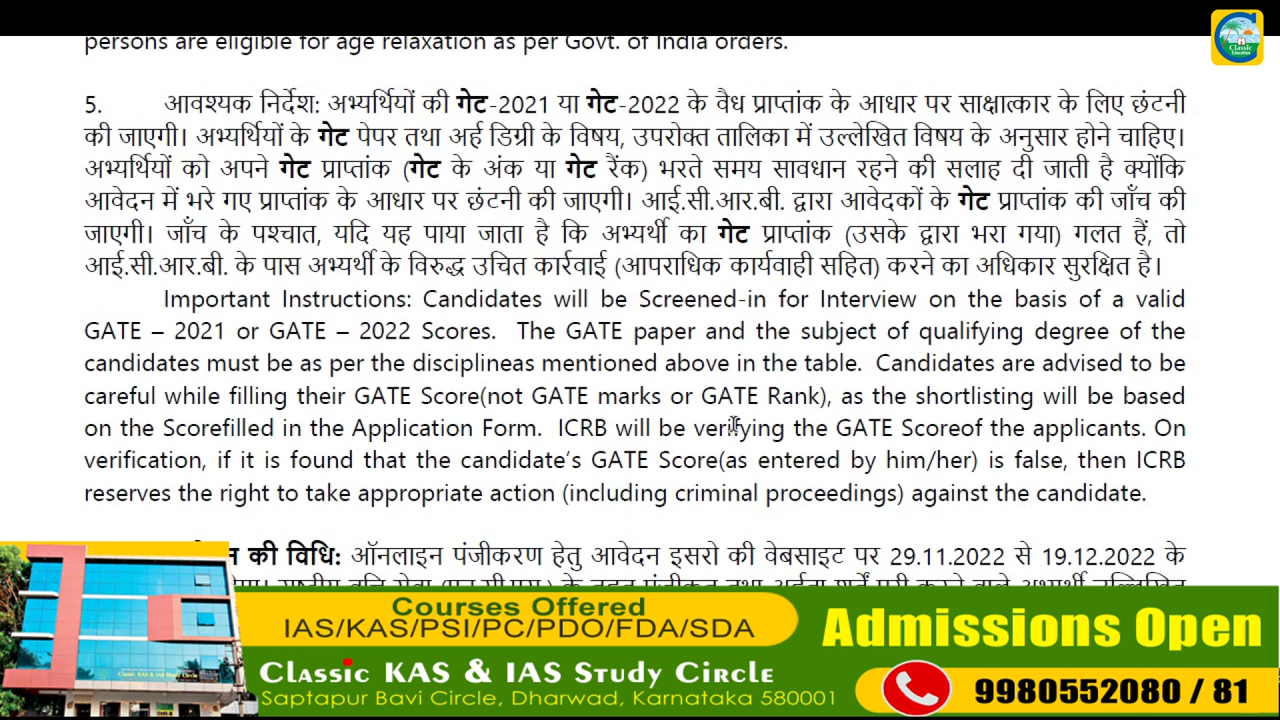 persons are eligible for age relaxation as per Govt. of India orders.
Classic
Education
5. आवश्यक निर्देश: अभ्यर्थियों की गेट-2021 या गेट-2022 के वैध प्राप्तांक के आधार पर साक्षात्कार के लिए छंटनी
की जाएगी। अभ्यर्थियों के गेट पेपर तथा अर्ह डिग्री के विषय, उपरोक्त तालिका में उल्लेखित विषय के अनुसार होने चाहिए।
अभ्यर्थियों को अपने गेट प्राप्तांक (गेट के अंक या गेट रैंक) भरते समय सावधान रहने की सलाह दी जाती है क्योंकि
आवेदन में भरे गए प्राप्तांक के आधार पर छंटनी की जाएगी। आई.सी.आर.बी. द्वारा आवेदकों के गेट प्राप्तांक की जाँच की
जाएगी। जाँच के पश्चात, यदि यह पाया जाता है कि अभ्यर्थी का गेट प्राप्तांक (उसके द्वारा भरा गया) गलत हैं, तो
आई.सी.आर.बी. के पास अभ्यर्थी के विरुद्ध उचित कार्रवाई (आपराधिक कार्यवाही सहित) करने का अधिकार सुरक्षित है।
Important Instructions: Candidates will be Screened-in for Interview on the basis of a valid
GATE – 2021 or GATE – 2022 Scores. The GATE paper and the subject of qualifying degree of the
candidates must be as per the disciplineas mentioned above in the table. Candidates are advised to be
careful while filling their GATE Score(not GATE marks or GATE Rank), as the shortlisting will be based
on the Scorefilled in the Application Form. ICRB will be verifying the GATE Scoreof the applicants. On
verification, if it is found that the candidate‘s GATE Score(as entered by him/her) is false, then ICRB
reserves the right to take appropriate action (including criminal proceedings) against the candidate.
की विधि: ऑनलाइन पंजीकरण हेतु आवेदन इसरो की वेबसाइट पर 29.11.2022 से 19.12.2022 के
Courses Offered
IAS/KAS/PSI/PC/PDO/FDA/SDA
Classic KAS & IAS Study Circle
Saptapur Bavi Circle, Dharwad, Karnataka 580001
Admissions Open
9980552080 / 81